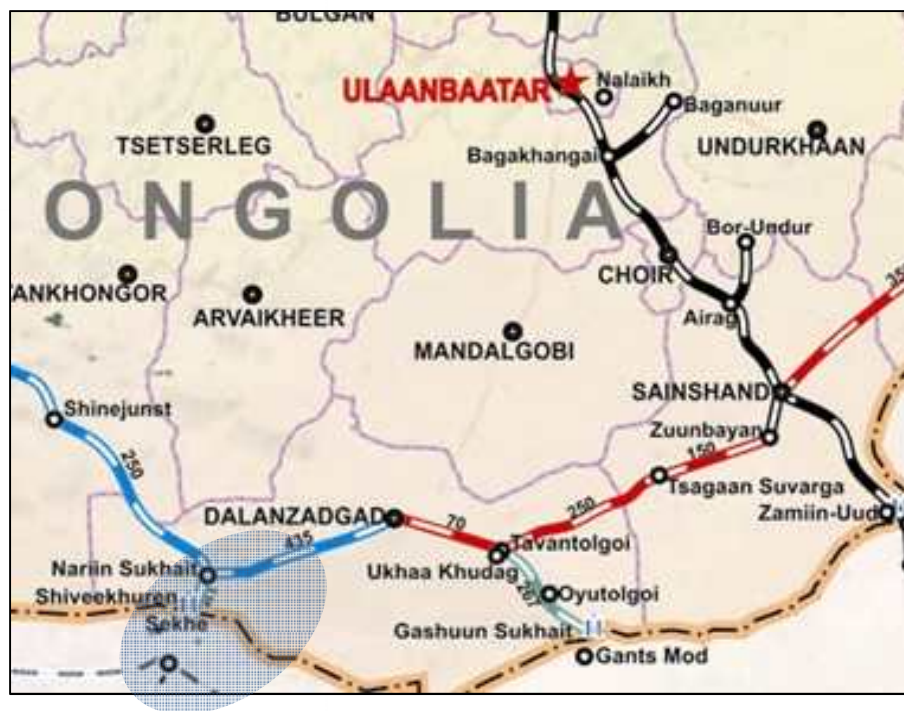 BULGAN
ULAANBAATAR
Nalaikh
Baganuur
TSETSERLEG
Bagakhangai
UNDURKHAAN
ONGOLIA
Bor-Undur
CHOIR
ANKHONGOR
ARVAIKHEER
Airag
350
MANDALGOBI
SAINSHAND
Shinejunst
Zuunbayan
250
150
Tsagaan Suvarga
DALANZADGAD
70
250
Zamiin-Uud
435
Tavantolgoi
Nariin Sukhait
Ukhaa Khudag
Shiveekhuren
267
Oyutolgoi
Sekhe
Gashuun Sukhait
Gants Mod